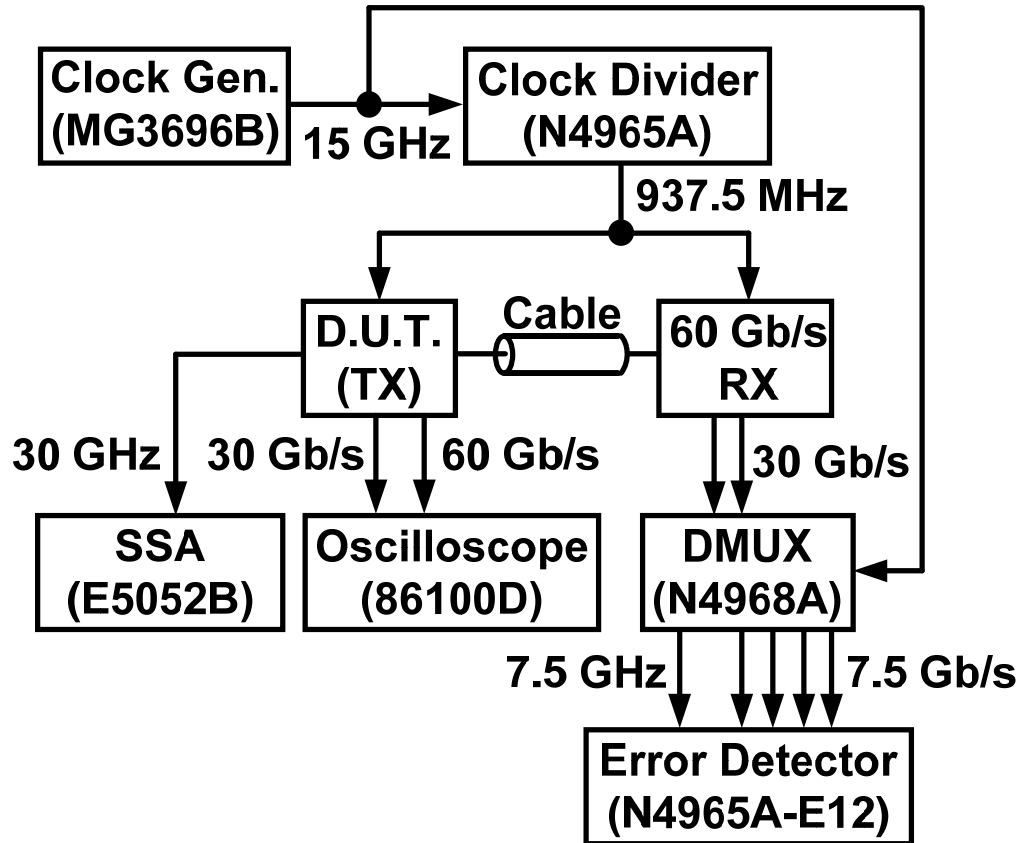 Clock Gen.
(MG3696B)
15 GHz
Clock Divider
(N4965A)
937.5 MHz
D.U.T.
(TX)
Cable
60 Gb/s
RX
30 GHz
30 Gb/s
60 Gb/s
30 Gb/s
SSA
(E5052B)
Oscilloscope
(86100D)
DMUX
(N4968A)
7.5 GHz
7.5 Gb/s
Error Detector
(N4965A-E12)